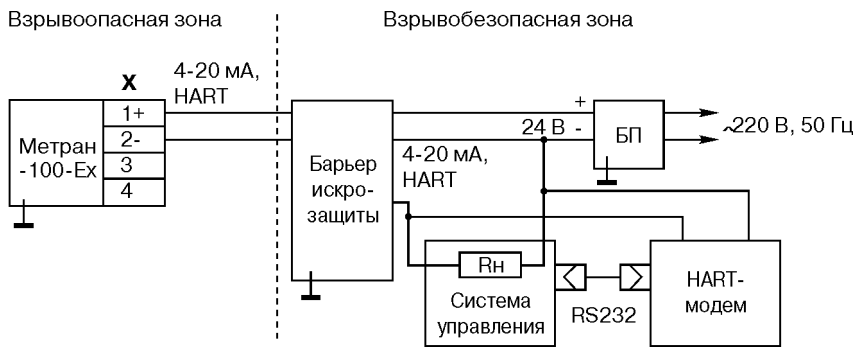 Взрывоопасная зона
Взрывобезопасная зона
X
4-20 мА,
HART
1+
2-
3
4
Метран
-100-Ех
Барьер
искро-
защиты
+
24 В -
БП
~220 В, 50 Гц
4-20 мА,
HART
Rн
Система
управления
RS232
HART-
модем